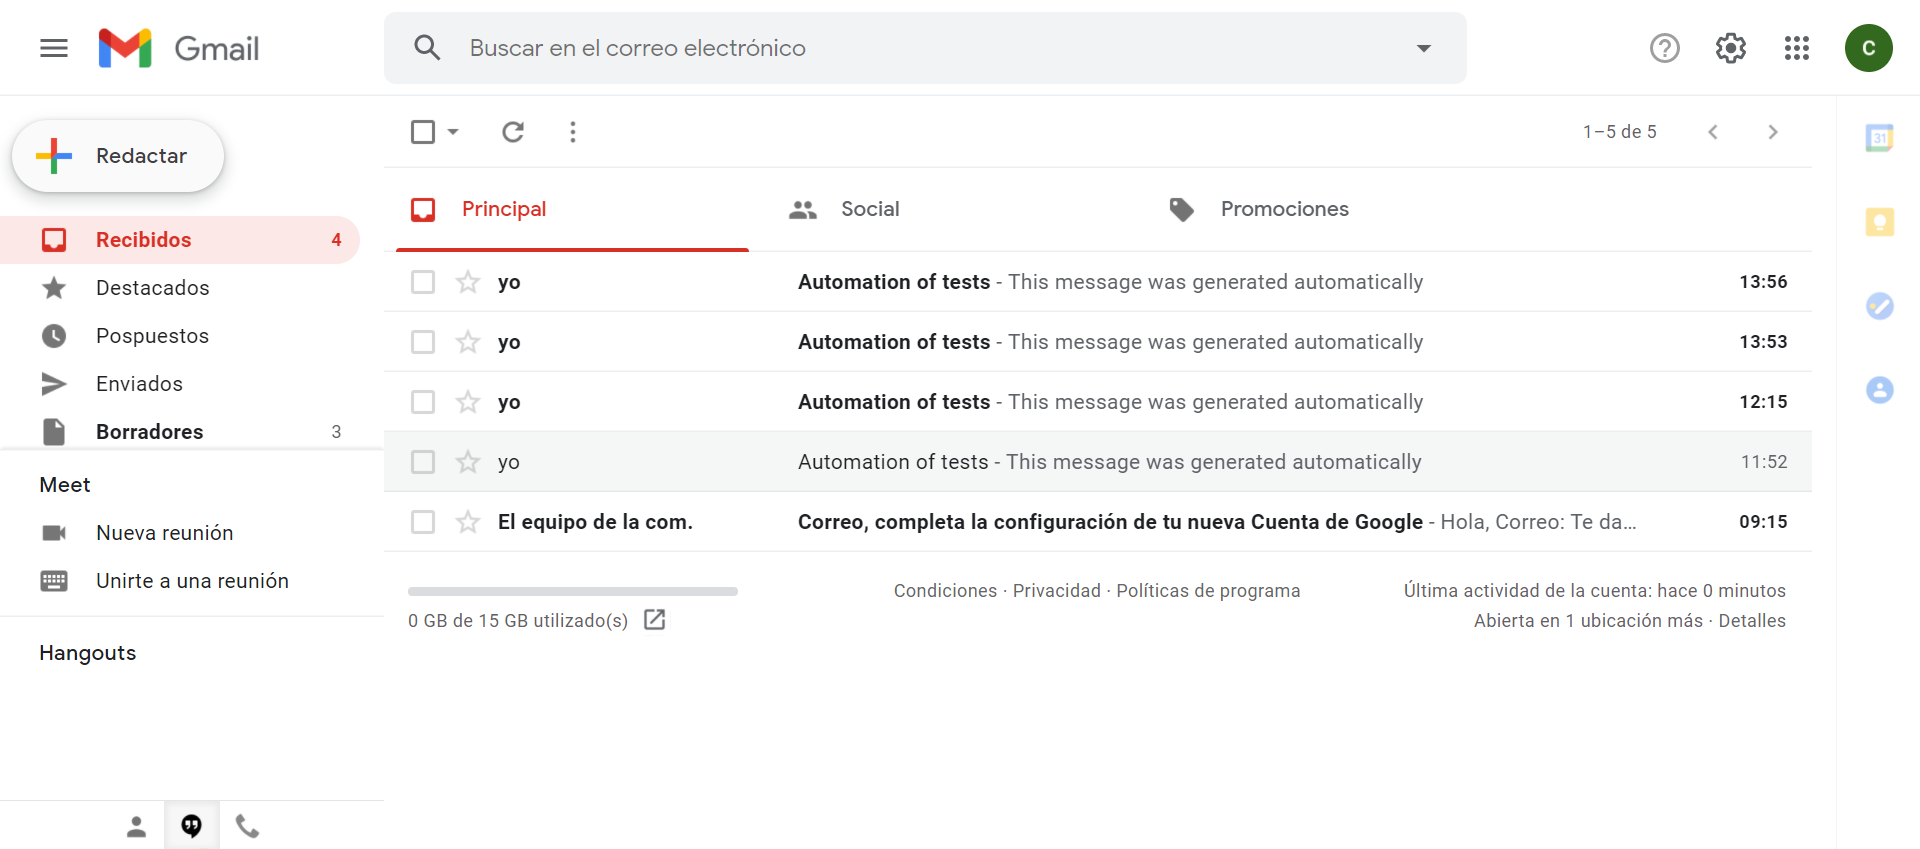 Gmail
Buscar en el correo electrónico
C
Redactar
1–5 de 5
31
Principal
Social
Promociones
Recibidos 4
Destacados
Pospuestos
Enviados
Borradores 3
yo Automation of tests - This message was generated automatically 13:56
yo Automation of tests - This message was generated automatically 13:53
yo Automation of tests - This message was generated automatically 12:15
yo Automation of tests - This message was generated automatically 11:52
El equipo de la com. Correo, completa la configuración de tu nueva Cuenta de Google - Hola, Correo: Te da… 09:15
Meet
Nueva reunión
Unirte a una reunión
Hangouts
0 GB de 15 GB utilizado(s)
Condiciones · Privacidad · Políticas de programa
Última actividad de la cuenta: hace 0 minutos
Abierta en 1 ubicación más · Detalles